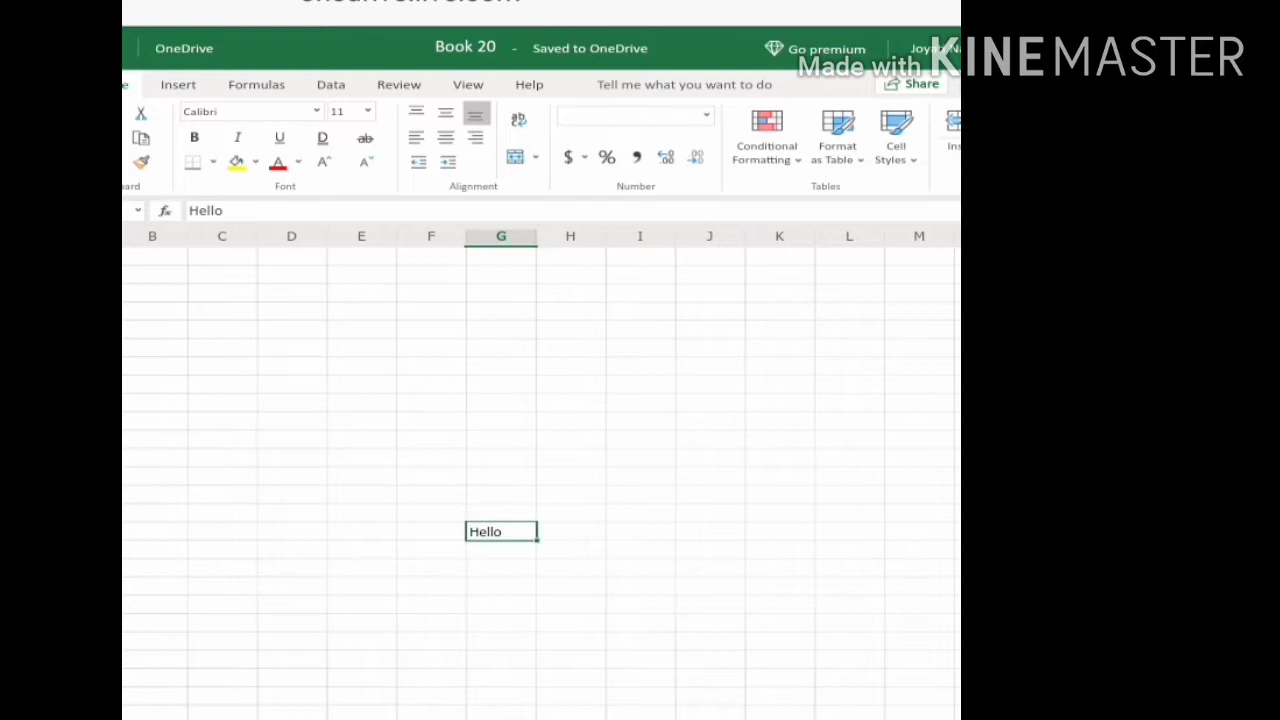 OneDrive Book 20 - Saved to OneDrive Go premium
Made with KINEMASTER
Insert Formulas Data Review View Help Tell me what you want to do Share
Calibri 11
B I U D ab ab
$ % Conditional Formatting Format as Table Cell Styles
A A A
Font Alignment Number Tables
fx Hello
B C D E F G H I J K L M
Hello